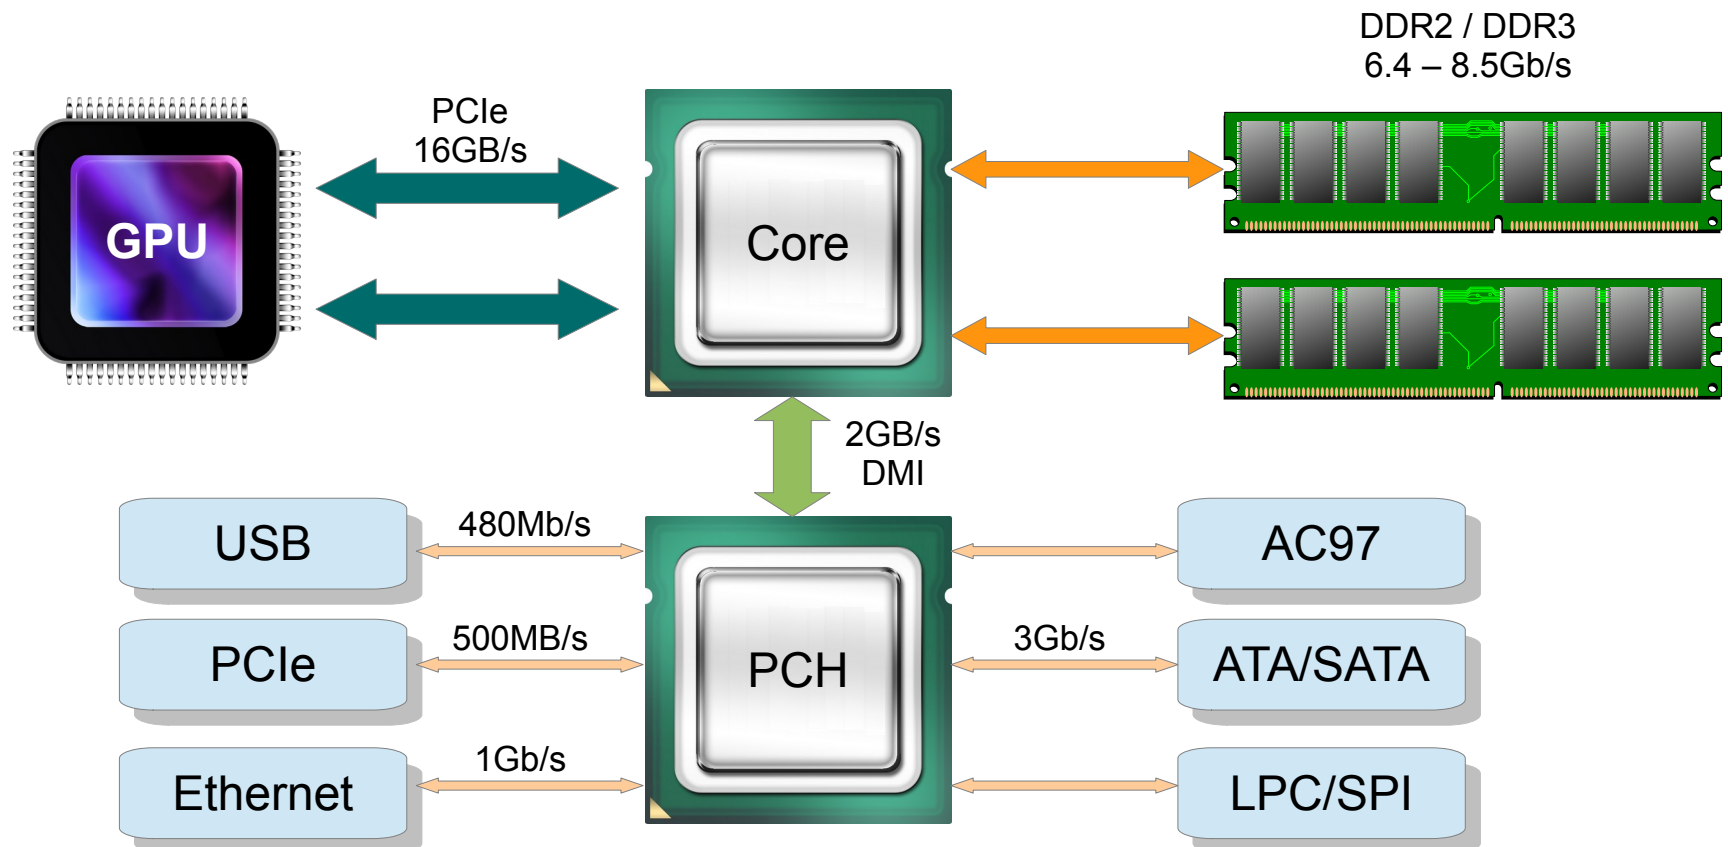 DDR2 / DDR3
6.4 – 8.5Gb/s
PCIe
16GB/s
GPU
Core
2GB/s
DMI
USB
480Mb/s
AC97
PCIe
500MB/s
PCH
3Gb/s
ATA/SATA
Ethernet
1Gb/s
LPC/SPI